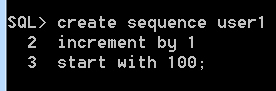 SQL> create sequence user1
2 increment by 1
3 start with 100;